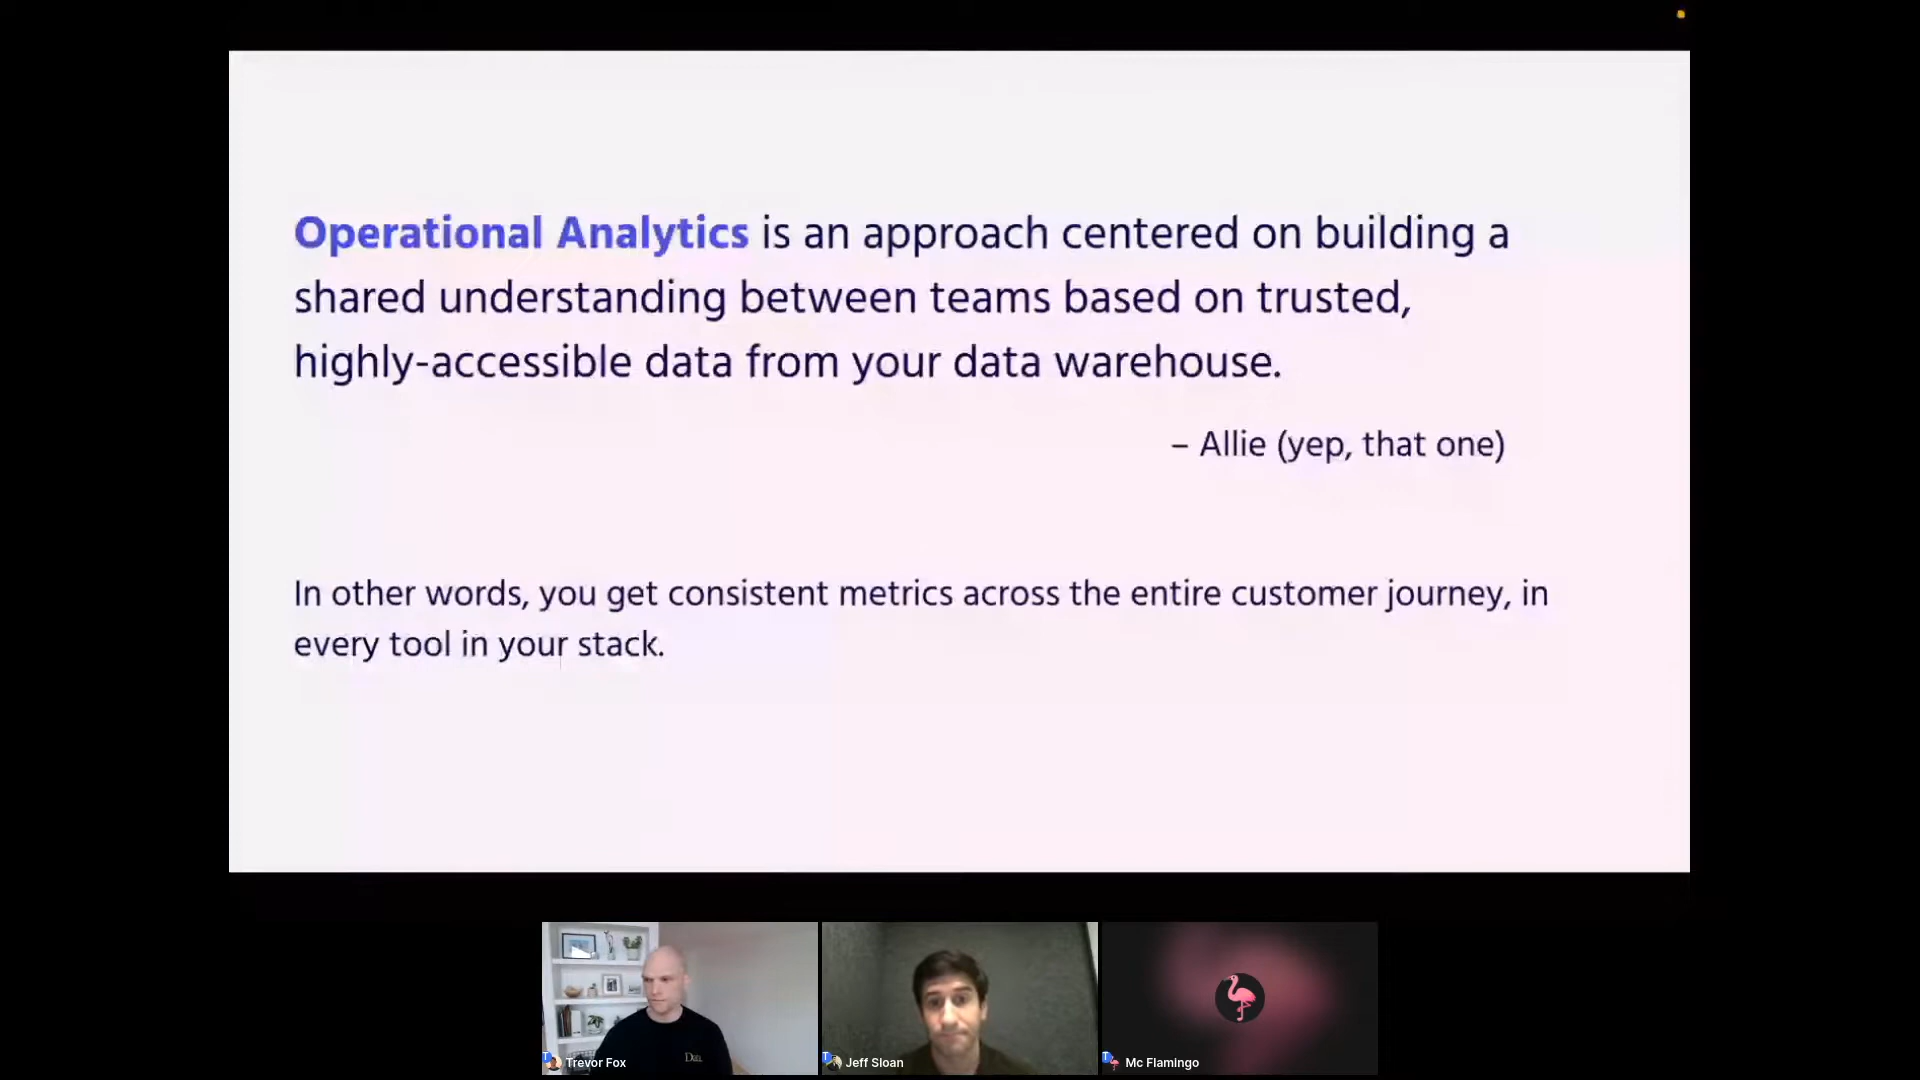 Operational Analytics is an approach centered on building a
shared understanding between teams based on trusted,
highly-accessible data from your data warehouse.
– Allie (yep, that one)
In other words, you get consistent metrics across the entire customer journey, in
every tool in your stack.
Trevor Fox
Jeff Sloan
Mc Flamingo